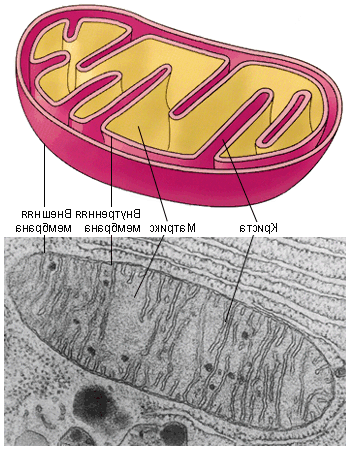 Внешняя мембрана
Внутренняя мембрана
Матрикс
Криста